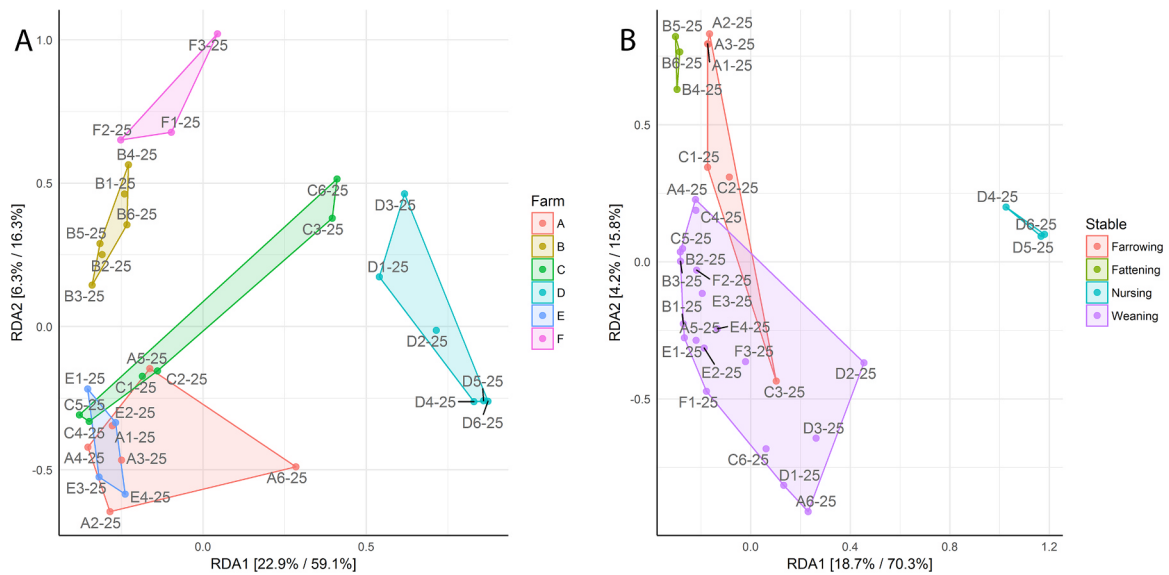 A
1.0
0.5
0.0
-0.5
RDA2 [6.3% / 16.3%]
F3-25
F2-25
F1-25
B4-25
B1-25
B6-25
B5-25
B2-25
B3-25
C6-25
C3-25
D3-25
D1-25
D2-25
D5-25
D4-25
D6-25
A5-25
E1-25
C1-25
C2-25
C5-25
E2-25
C4-25
A1-25
A4-25
A3-25
A6-25
E3-25
E4-25
A2-25
0.0
0.5
RDA1 [22.9% / 59.1%]
Farm
A
B
C
D
E
F
B
0.5
0.0
-0.5
RDA2 [4.2% / 15.8%]
B5-25
A2-25
A3-25
B6-25
A1-25
B4-25
C1-25
C2-25
A4-25
C4-25
D4-25
D6-25
D5-25
C5-25
B2-25
B3-25
F2-25
E3-25
B1-25
A5-25
E4-25
E1-25
F3-25
E2-25
D2-25
C3-25
F1-25
D3-25
C6-25
D1-25
A6-25
0.0
0.4
0.8
1.2
RDA1 [18.7% / 70.3%]
Stable
Farrowing
Fattening
Nursing
Weaning